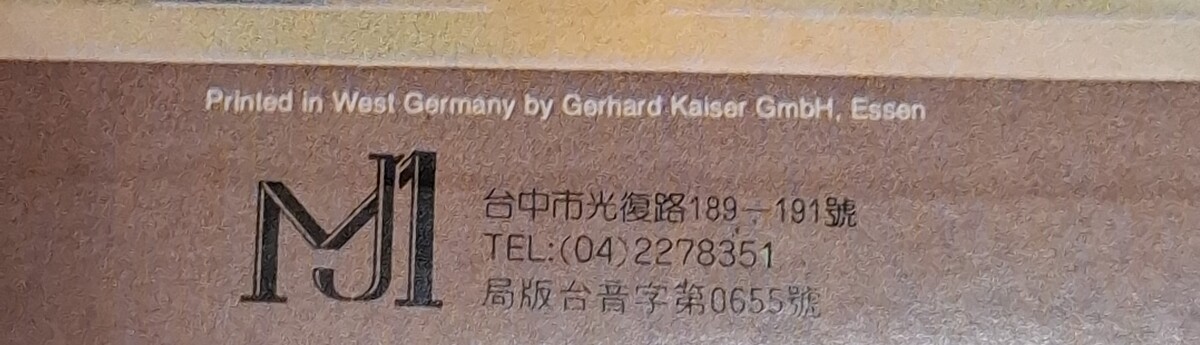 Printed in West Germany by Gerhard Kaiser GmbH, Essen
MJ1
台中市光復路189—191號
TEL:(04)2278351
局版台音字第0655號